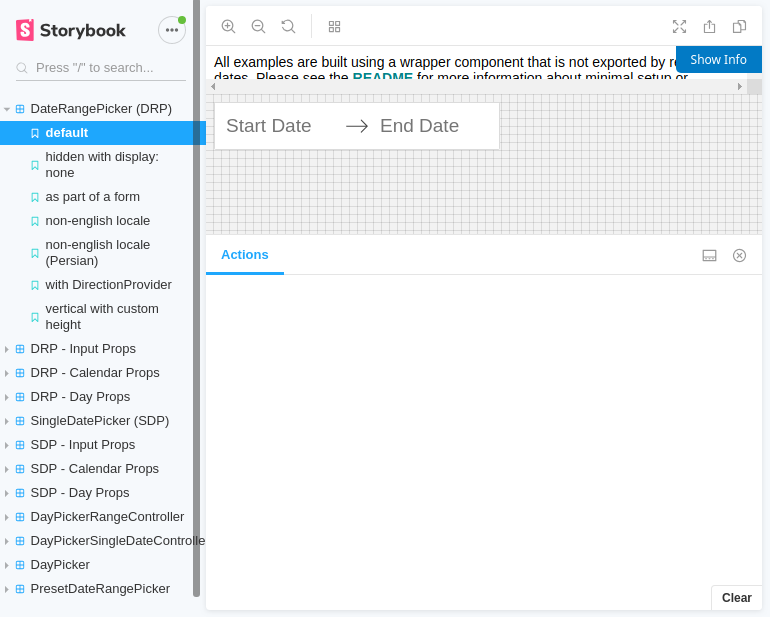 Storybook
Press "/" to search...
DateRangePicker (DRP)
default
hidden with display:
none
as part of a form
non-english locale
non-english locale
(Persian)
with DirectionProvider
vertical with custom
height
DRP - Input Props
DRP - Calendar Props
DRP - Day Props
SingleDatePicker (SDP)
SDP - Input Props
SDP - Calendar Props
SDP - Day Props
DayPickerRangeController
DayPickerSingleDateControlle
DayPicker
PresetDateRangePicker
All examples are built using a wrapper component that is not exported by
Show Info
dates. Please see the README for more information about minimal setup or
Start Date
End Date
Actions
Clear